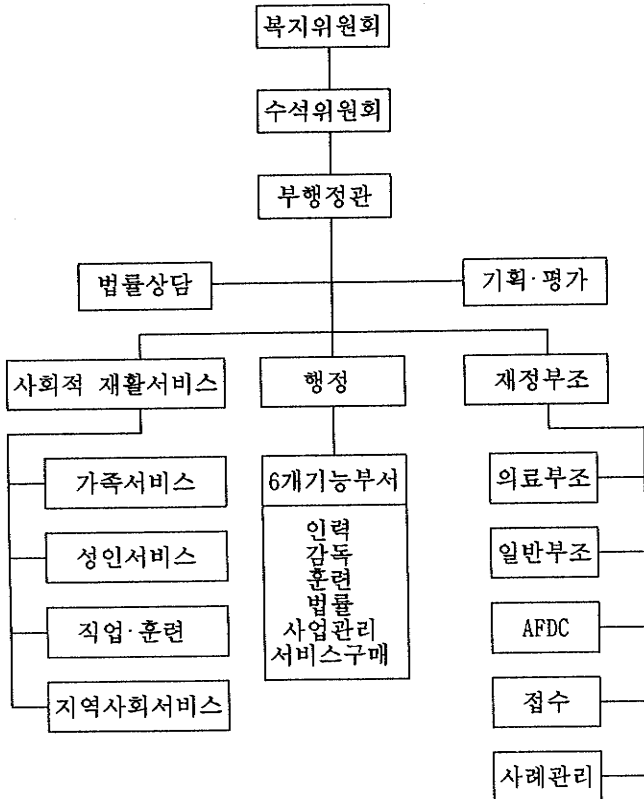 복지위원회
수석위원회
부행정관
법률상담
기획·평가
사회적 재활서비스
행정
재정부조
가족서비스
성인서비스
직업·훈련
지역사회서비스
6개기능부서
인력
감독
훈련
법률
사업관리
서비스구매
의료부조
일반부조
AFDC
접수
사례관리